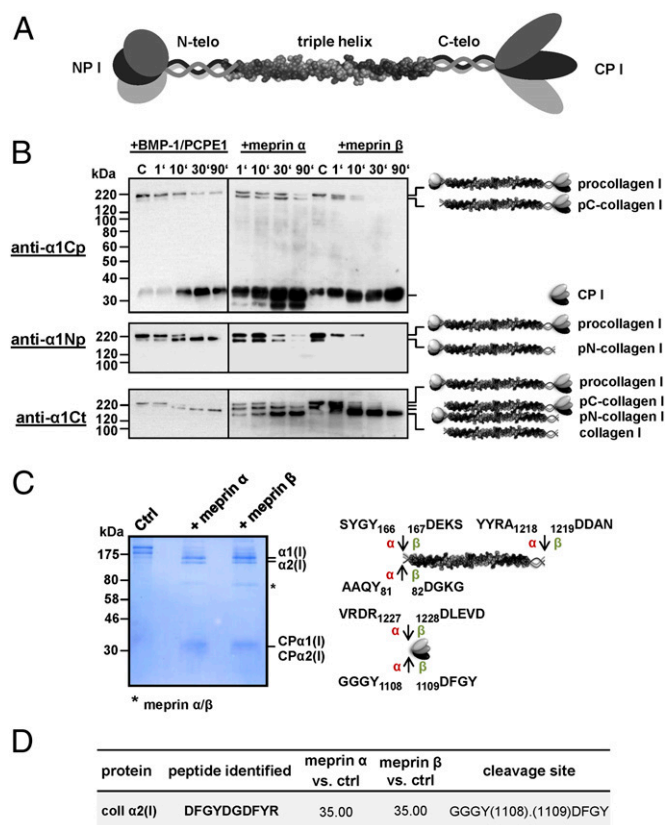 A
NP I
N-telo
triple helix
C-telo
CP I
B
+BMP-1/PCPE1 +meprin α +meprin β
kDa C 1' 10' 30' 90' 1' 10' 30' 90' C 1' 10' 30' 90'
220
120
80
60
50
40
30
anti-α1Cp
procollagen I
pC-collagen I
CP I
220
120
100
anti-α1Np
procollagen I
pN-collagen I
220
120
100
anti-α1Ct
procollagen I
pC-collagen I
pN-collagen I
collagen I
C
Ctrl
+ meprin α
+ meprin β
kDa
175
80
58
46
30
α1(I)
α2(I)
*
CPα1(I)
CPα2(I)
* meprin α/β
SYGY166 167DEKS YYRA1218 1219DDAN
α β α β
α β
AAQY81 82DGKG
VRDR1227 1228DLEVD
α β
α β
GGGY1108 1109DFGY
D
protein peptide identified meprin α vs. ctrl meprin β vs. ctrl cleavage site
coll α2(I) DFGYDGDFYR 35.00 35.00 GGGY(1108).(1109)DFGY